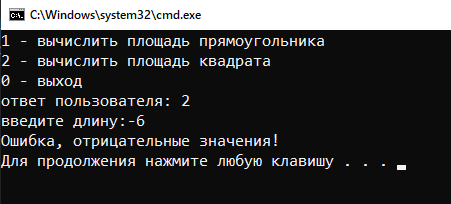 C:\Windows\system32\cmd.exe
1 - вычислить площадь прямоугольника
2 - вычислить площадь квадрата
0 - выход
ответ пользователя: 2
введите длину:-6
Ошибка, отрицательные значения!
Для продолжения нажмите любую клавишу . . .